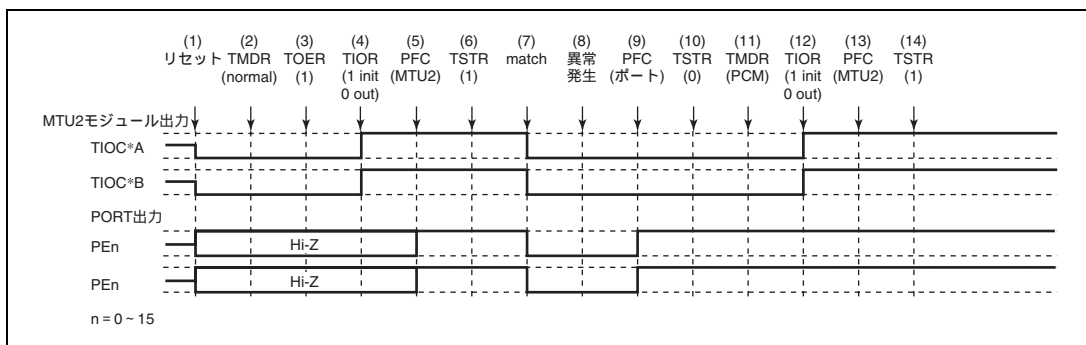 (1) (2) (3) (4) (5) (6) (7) (8) (9) (10) (11) (12) (13) (14)
リセット TMDR TOER TIOR PFC TSTR match 異常 PFC TSTR TMDR TIOR PFC TSTR
(normal) (1) (1 init (MTU2) (1) 発生 (ポート) (0) (PCM) (1 init (MTU2) (1)
0 out) 0 out)
MTU2モジュール出力
TIOC*A
TIOC*B
PORT出力
PEn Hi-Z
PEn Hi-Z
n = 0 ~ 15